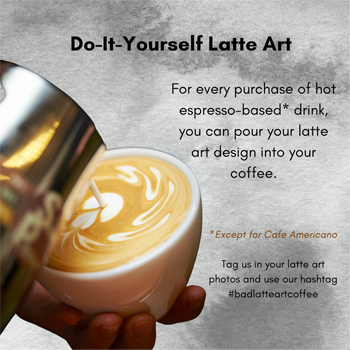 Do-It-Yourself Latte Art
For every purchase of hot
espresso-based* drink,
you can pour your latte
art design into your
coffee.
*Except for Café Americano
Tag us in your latte art
photos and use our hashtag
#badlatteartcoffee